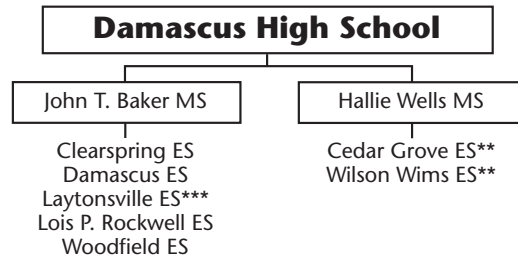 Damascus High School
John T. Baker MS
Hallie Wells MS
Clearspring ES
Damascus ES
Laytonsville ES***
Lois P. Rockwell ES
Woodfield ES
Cedar Grove ES**
Wilson Wims ES**